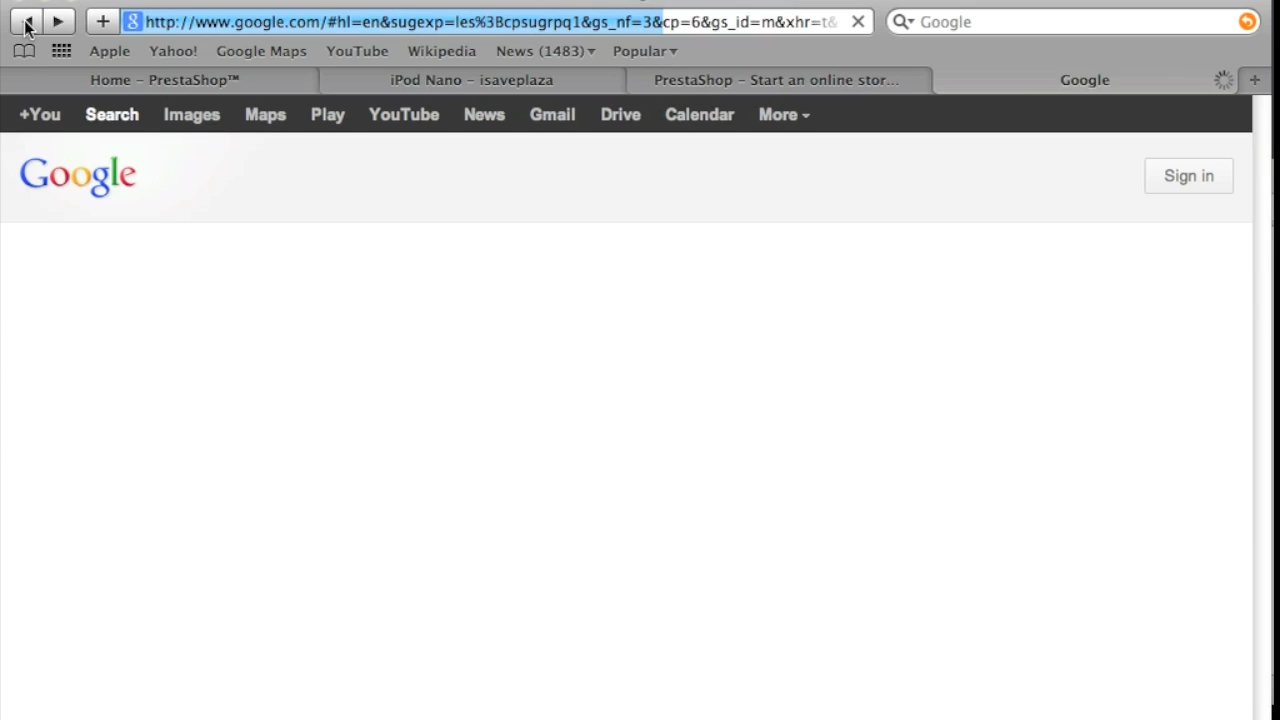 http://www.google.com/#hl=en&sugexp=les%3Bcpsugrpq1&gs_nf=3&cp=6&gs_id=m&xhr=t& Google
Apple Yahoo! Google Maps YouTube Wikipedia News (1483) Popular
Home – PrestaShop™ iPod Nano – isaveplaza PrestaShop – Start an online stor... Google
+You Search Images Maps Play YouTube News Gmail Drive Calendar More
Google Sign in